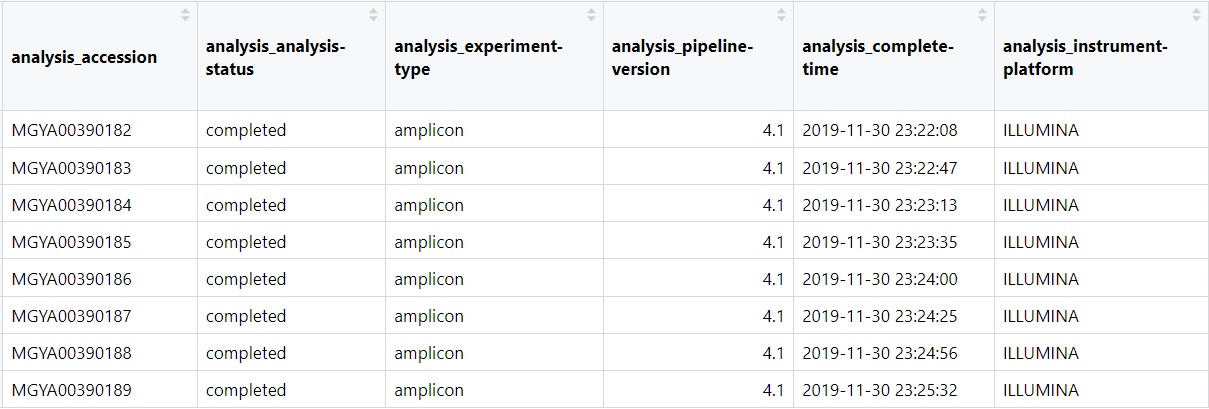 analysis_accession analysis_analysis-status analysis_experiment-type analysis_pipeline-version analysis_complete-time analysis_instrument-platform
MGYA00390182 completed amplicon 4.1 2019-11-30 23:22:08 ILLUMINA
MGYA00390183 completed amplicon 4.1 2019-11-30 23:22:47 ILLUMINA
MGYA00390184 completed amplicon 4.1 2019-11-30 23:23:13 ILLUMINA
MGYA00390185 completed amplicon 4.1 2019-11-30 23:23:35 ILLUMINA
MGYA00390186 completed amplicon 4.1 2019-11-30 23:24:00 ILLUMINA
MGYA00390187 completed amplicon 4.1 2019-11-30 23:24:25 ILLUMINA
MGYA00390188 completed amplicon 4.1 2019-11-30 23:24:56 ILLUMINA
MGYA00390189 completed amplicon 4.1 2019-11-30 23:25:32 ILLUMINA